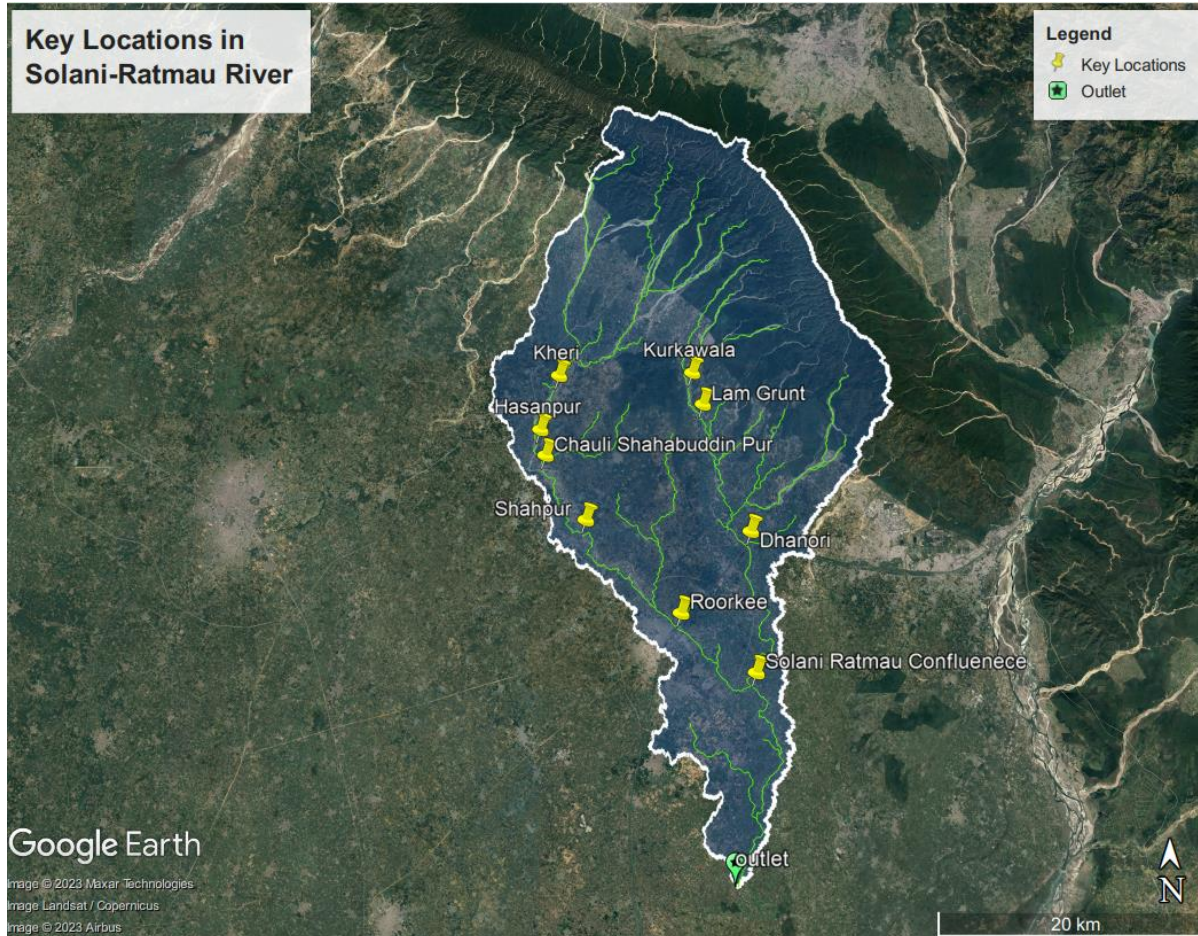 Key Locations in
Solani-Ratmau River
Legend
Key Locations
Outlet
Kheri
Kurkawala
Lam Grunt
Hasanpur
Chauli Shahabuddin Pur
Shahpur
Dhanori
Roorkee
Solani Ratmau Confluenece
outlet
Google Earth
Image © 2023 Maxar Technologies
Image Landsat / Copernicus
Image © 2023 Airbus
N
20 km